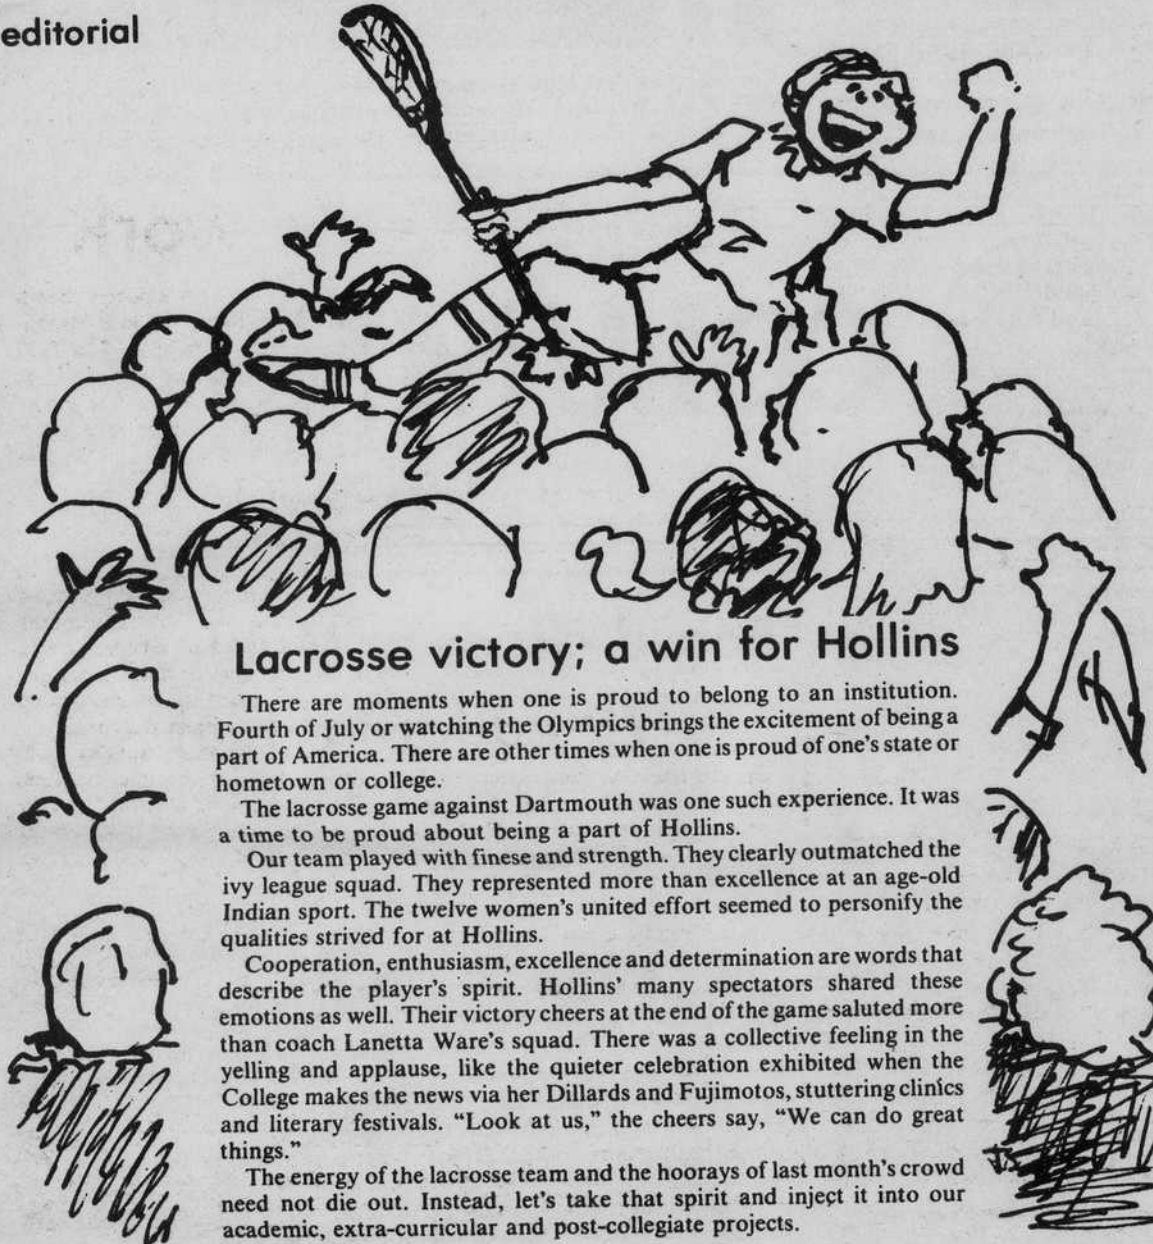 editorial
Lacrosse victory; a win for Hollins
There are moments when one is proud to belong to an institution.
Fourth of July or watching the Olympics brings the excitement of being a
part of America. There are other times when one is proud of one's state or
hometown or college.
The lacrosse game against Dartmouth was one such experience. It was
a time to be proud about being a part of Hollins.
Our team played with finese and strength. They clearly outmatched the
ivy league squad. They represented more than excellence at an age-old
Indian sport. The twelve women's united effort seemed to personify the
qualities strived for at Hollins.
Cooperation, enthusiasm, excellence and determination are words that
describe the player's spirit. Hollins' many spectators shared these
emotions as well. Their victory cheers at the end of the game saluted more
than coach Lanetta Ware's squad. There was a collective feeling in the
yelling and applause, like the quieter celebration exhibited when the
College makes the news via her Dillards and Fujimotos, stuttering clinics
and literary festivals. "Look at us," the cheers say, "We can do great
things."
The energy of the lacrosse team and the hoorays of last month's crowd
need not die out. Instead, let's take that spirit and inject it into our
academic, extra-curricular and post-collegiate projects.